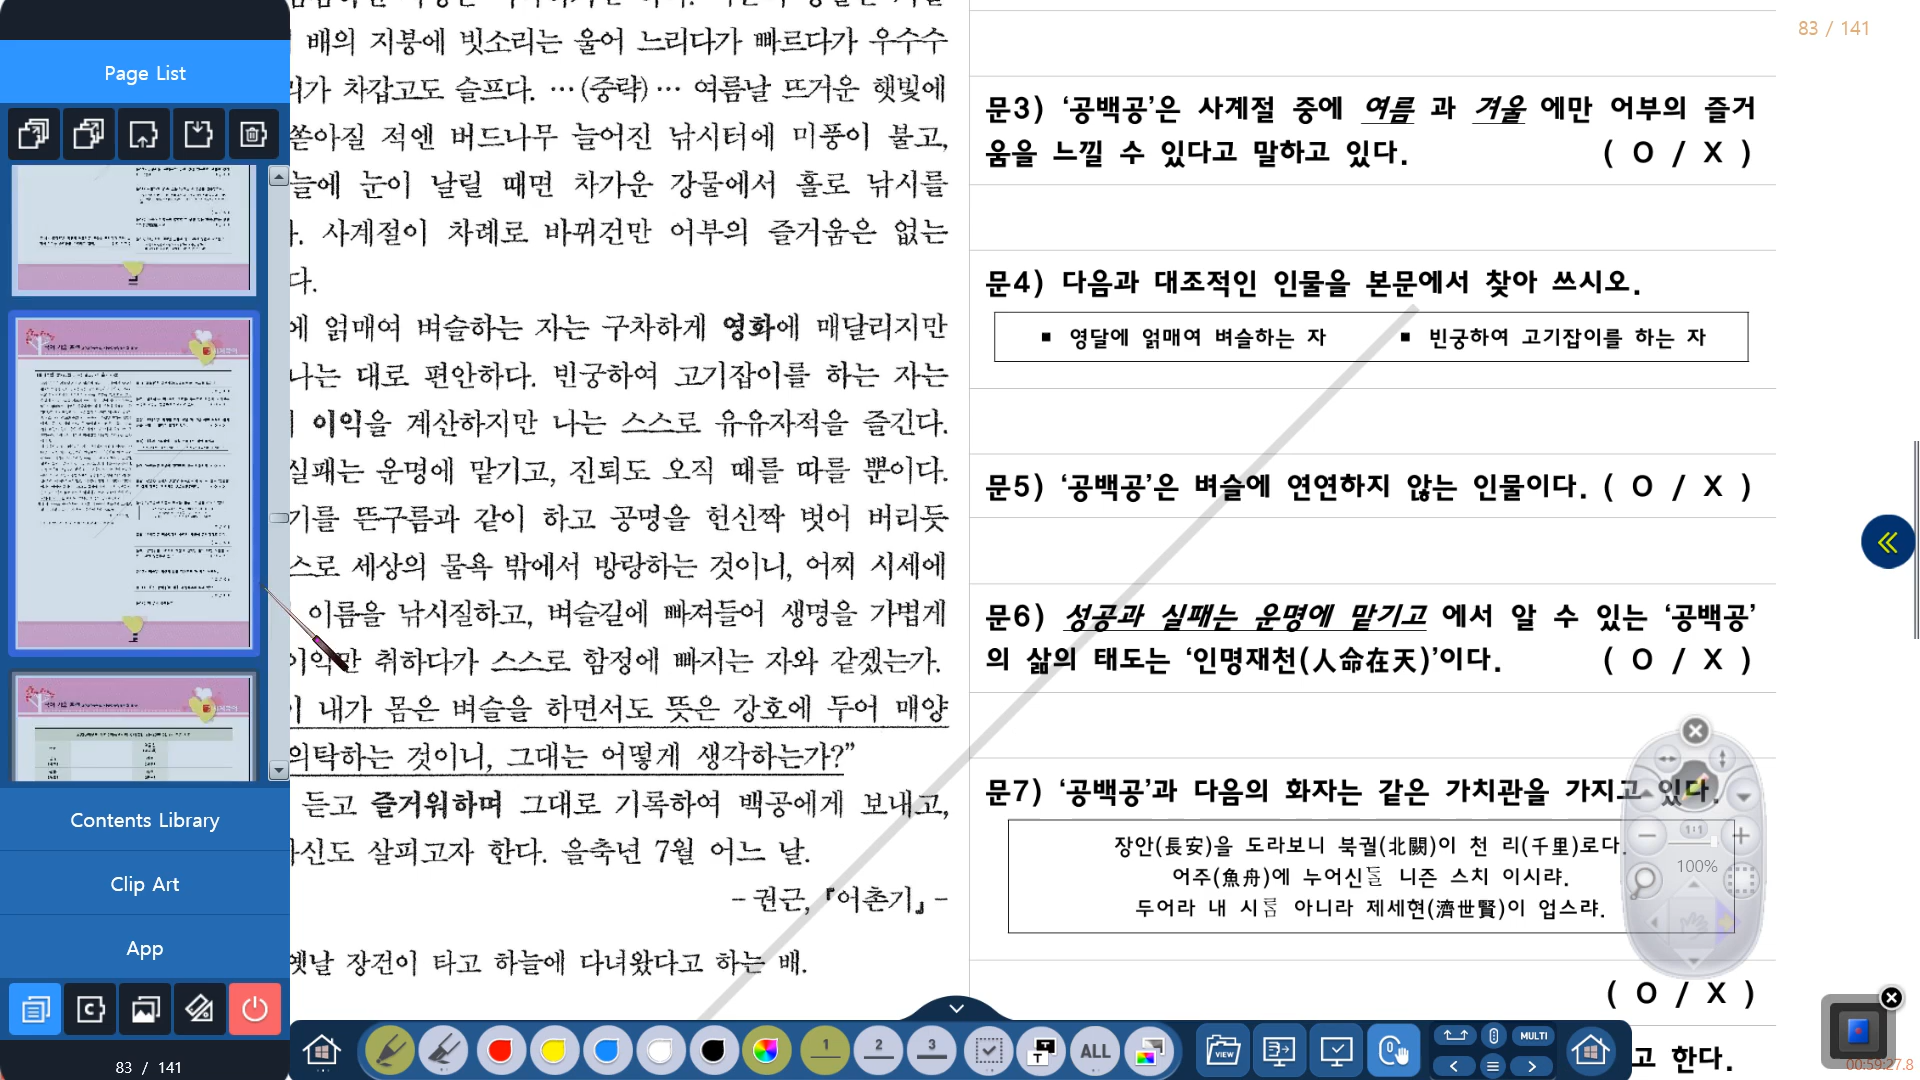 Page List
배의 지붕에 빗소리는 울어 느리다가 빠르다가 우수수
차갑고도 슬프다. …(중략)… 여름날 뜨거운 햇빛에
쏟아질 적엔 버드나무 늘어진 낚시터에 미풍이 불고,
눈이 날릴 때면 차가운 강물에서 홀로 낚시를
사계절이 차례로 바뀌건만 어부의 즐거움은 없는
다.
에 얽매여 벼슬하는 자는 구차하게 영화에 매달리지만
나는 대로 편안하다. 빈궁하여 고기잡이를 하는 자는
이익을 계산하지만 나는 스스로 유유자적을 즐긴다.
실패는 운명에 맡기고, 진퇴도 오직 때를 따를 뿐이다.
기를 뜬구름과 같이 하고 공명을 헌신짝 벗어 버리듯
스로 세상의 물욕 밖에서 방랑하는 것이니, 어찌 시세에
이름을 낚시질하고, 벼슬길에 빠져들어 생명을 가볍게
이익만 취하다가 스스로 함정에 빠지는 자와 같겠는가.
내가 몸은 벼슬을 하면서도 뜻은 강호에 두어 매양
의탁하는 것이니, 그대는 어떻게 생각하는가?”
듣고 즐거워하며 그대로 기록하여 백공에게 보내고,
살피고자 한다. 을축년 7월 어느 날.
- 권근, 『어촌기』 -
옛날 장건이 타고 하늘에 다녀왔다고 하는 배.
83 / 141
문3) ‘공백공’은 사계절 중에 여름 과 겨울 에만 어부의 즐거
움을 느낄 수 있다고 말하고 있다. ( O / X )
문4) 다음과 대조적인 인물을 본문에서 찾아 쓰시오.
▪ 영달에 얽매여 벼슬하는 자 ▪ 빈궁하여 고기잡이를 하는 자
문5) ‘공백공’은 벼슬에 연연하지 않는 인물이다. ( O / X )
문6) 성공과 실패는 운명에 맡기고 에서 알 수 있는 ‘공백공’
의 삶의 태도는 ‘인명재천(人命在天)’이다. ( O / X )
문7) ‘공백공’과 다음의 화자는 같은 가치관을 가지고 있다.
장안(長安)을 도라보니 북궐(北闕)이 천 리(千里)로다.
어주(魚舟)에 누어신들 니즌 스치 이시랴.
두어라 내 시름 아니라 제세현(濟世賢)이 업스랴.
( O / X )
고 한다.
1:1
100%
Contents Library
Clip Art
App
83 / 141
1
2
3
T
T
ALL
VIEW
MULTI
00:59:27.8